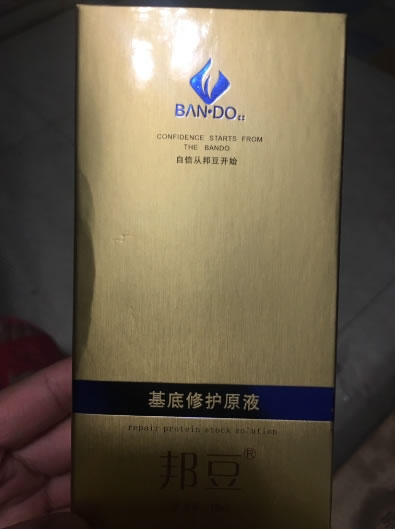 BAN·DO
CONFIDENCE STARTS FROM
THE BANDO
自信从邦豆开始
基底修护原液
repair protein stock solution
邦豆®